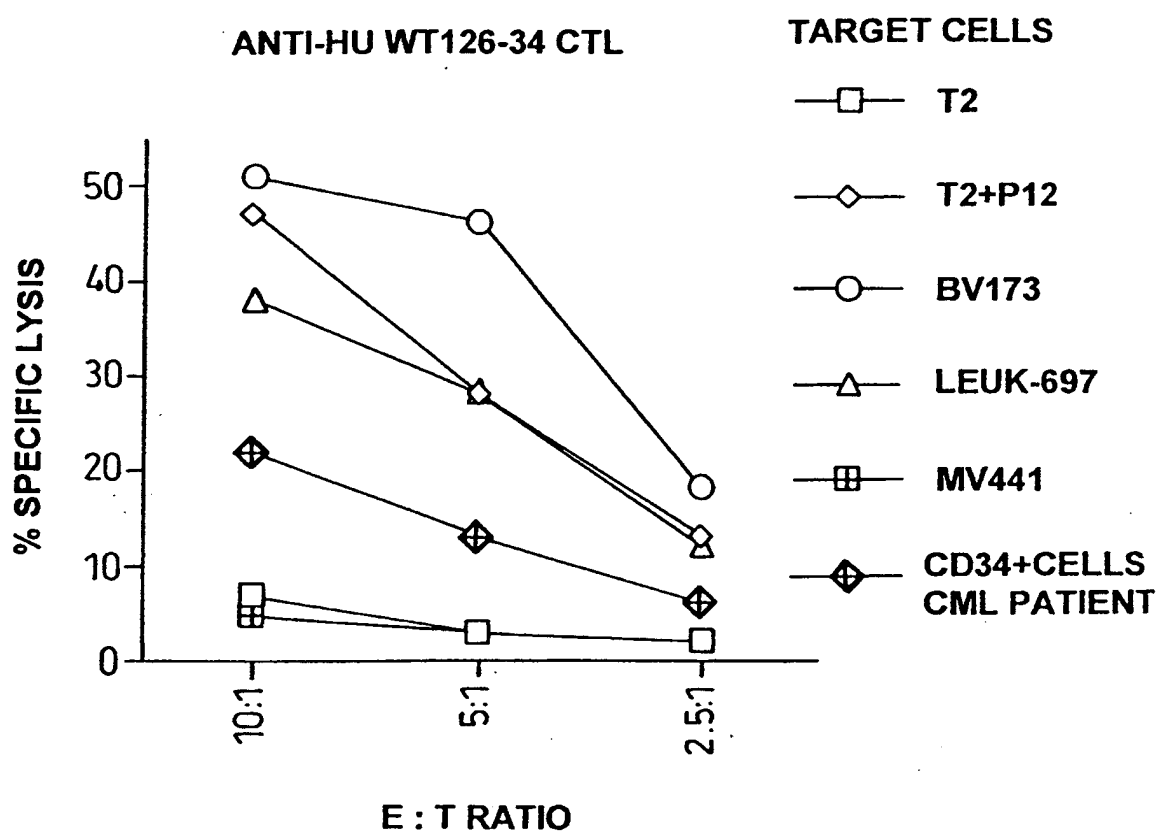 ANTI-HU WT126-34 CTL
TARGET CELLS
T2
T2+P12
BV173
LEUK-697
MV441
CD34+CELLS
CML PATIENT
% SPECIFIC LYSIS
50
40
30
20
10
0
10:1
5:1
2.5:1
E : T RATIO